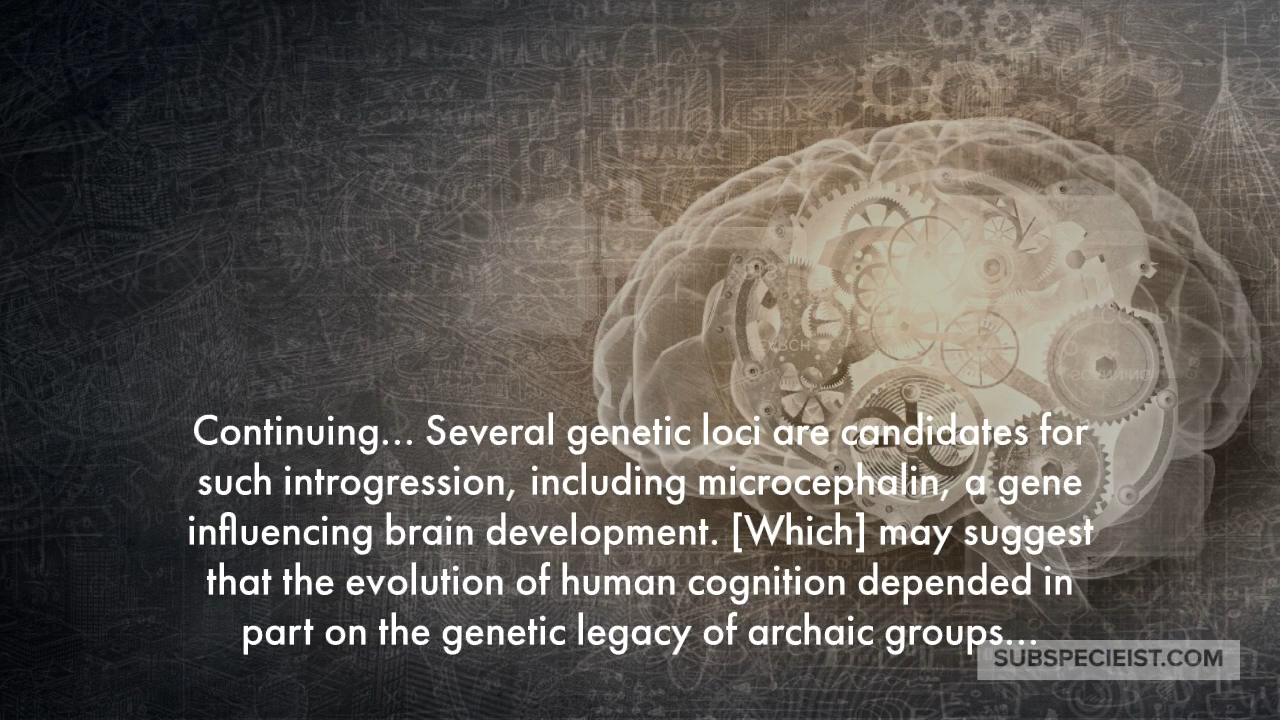 Continuing... Several genetic loci are candidates for
such introgression, including microcephalin, a gene
influencing brain development. [Which] may suggest
that the evolution of human cognition depended in
part on the genetic legacy of archaic groups...
SUBSPECIEIST.COM